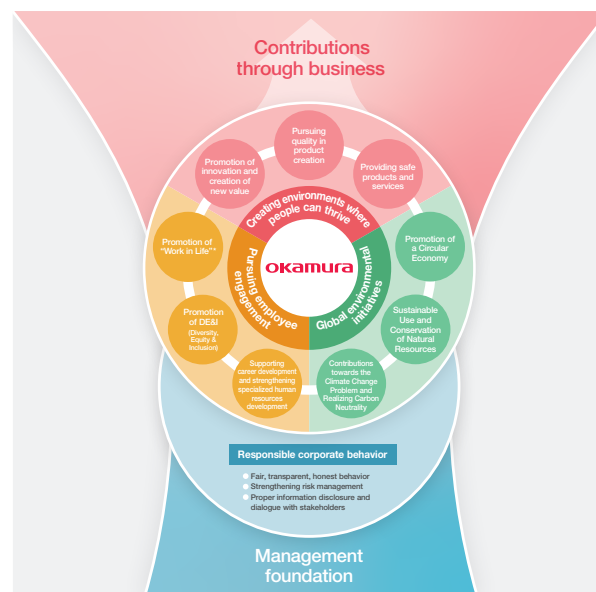 Contributions
through business
Pursuing
quality in
product
creation
Promotion of
innovation and
creation of
new value
Providing safe
products and
services
Creating environments where
people can thrive
Promotion of
"Work in Life"*
Promotion of
a Circular
Economy
okamura
Pursuing employee
engagement
Global environmental
initiatives
Promotion
of DE&I
(Diversity,
Equity &
Inclusion)
Sustainable
Use and
Conservation
of Natural
Resources
Supporting
career development
and strengthening
specialized human
resources
development
Contributions
towards the
Climate Change
Problem and
Realizing Carbon
Neutrality
Responsible corporate behavior
● Fair, transparent, honest behavior
● Strengthening risk management
● Proper information disclosure and
dialogue with stakeholders
Management
foundation